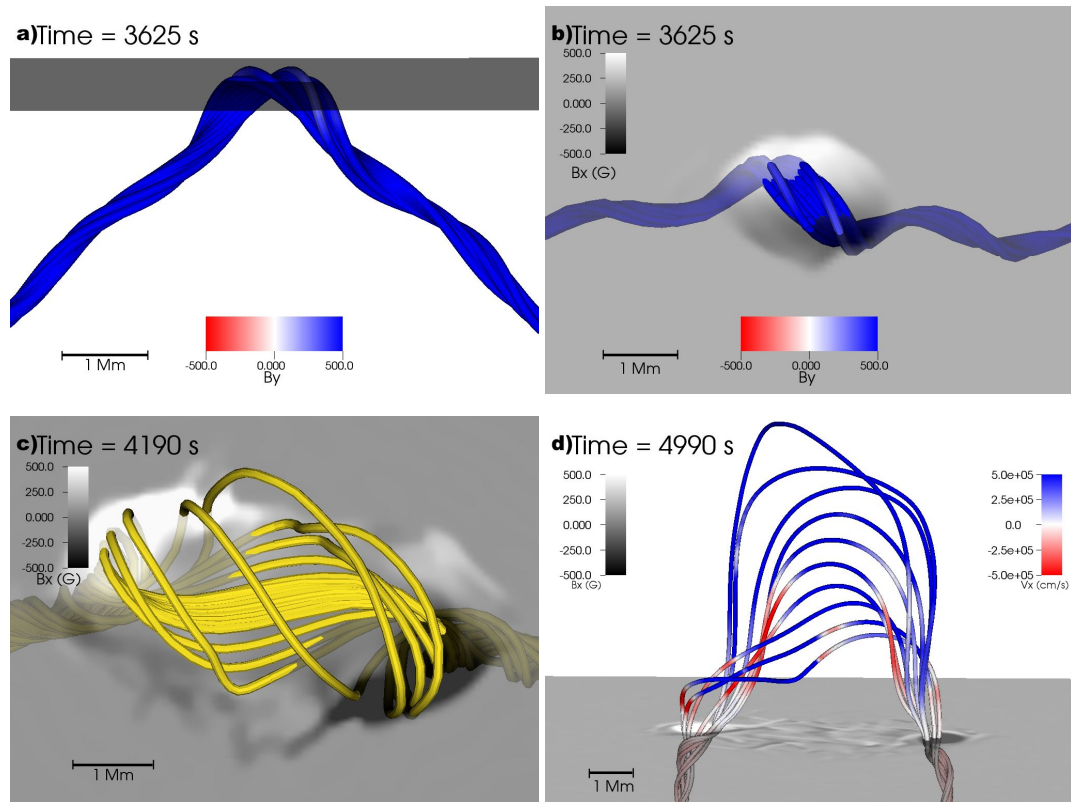 a)Time = 3625 s
1 Mm
-500.0 0.000 500.0
By
b)Time = 3625 s
500.0
250.0
0.000
-250.0
-500.0
Bx (G)
1 Mm
-500.0 0.000 500.0
By
c)Time = 4190 s
500.0
250.0
0.000
-250.0
-500.0
Bx (G)
1 Mm
d)Time = 4990 s
500.0
250.0
0.000
-250.0
-500.0
Bx (G)
5.0e+05
2.5e+05
0.0
-2.5e+05
-5.0e+05
Vx (cm/s)
1 Mm